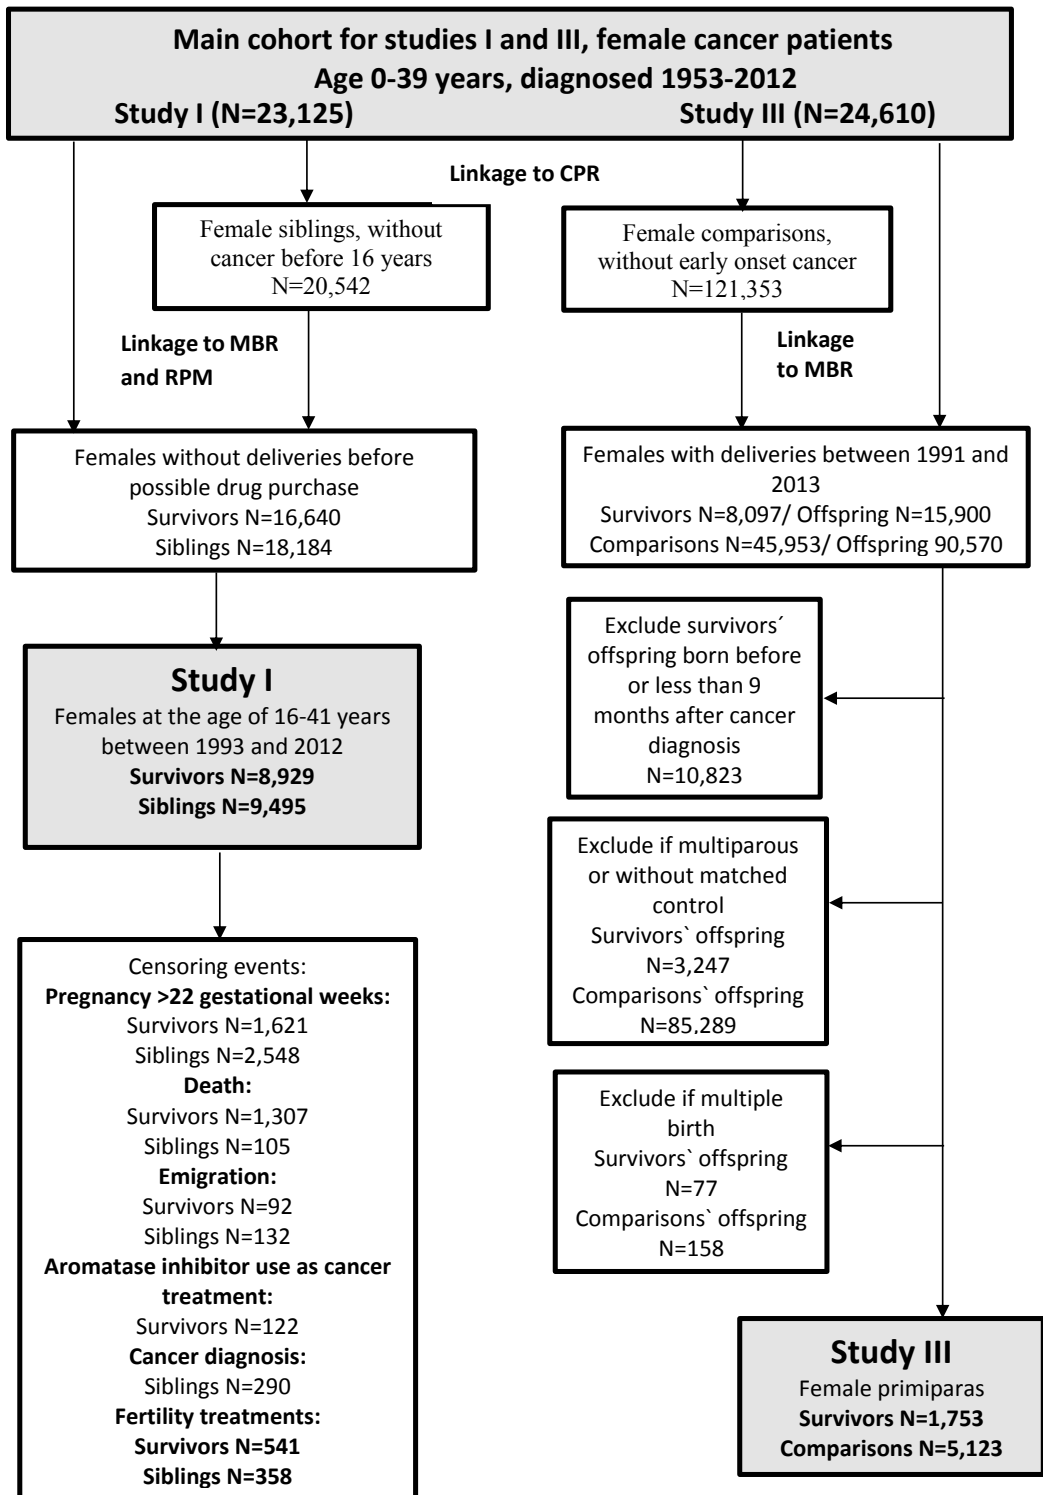 Main cohort for studies I and III, female cancer patients
Age 0-39 years, diagnosed 1953-2012
Study I (N=23,125)
Study III (N=24,610)
Linkage to CPR
Female siblings, without
cancer before 16 years
N=20,542
Female comparisons,
without early onset cancer
N=121,353
Linkage to MBR
and RPM
Linkage
to MBR
Females without deliveries before
possible drug purchase
Survivors N=16,640
Siblings N=18,184
Females with deliveries between 1991 and
2013
Survivors N=8,097/ Offspring N=15,900
Comparisons N=45,953/ Offspring 90,570
Study I
Females at the age of 16-41 years
between 1993 and 2012
Survivors N=8,929
Siblings N=9,495
Exclude survivors´
offspring born before
or less than 9
months after cancer
diagnosis
N=10,823
Exclude if multiparous
or without matched
control
Survivors` offspring
N=3,247
Comparisons` offspring
N=85,289
Censoring events:
Pregnancy >22 gestational weeks:
Survivors N=1,621
Siblings N=2,548
Death:
Survivors N=1,307
Siblings N=105
Emigration:
Survivors N=92
Siblings N=132
Aromatase inhibitor use as cancer
treatment:
Survivors N=122
Cancer diagnosis:
Siblings N=290
Fertility treatments:
Survivors N=541
Siblings N=358
Exclude if multiple
birth
Survivors` offspring
N=77
Comparisons` offspring
N=158
Study III
Female primiparas
Survivors N=1,753
Comparisons N=5,123